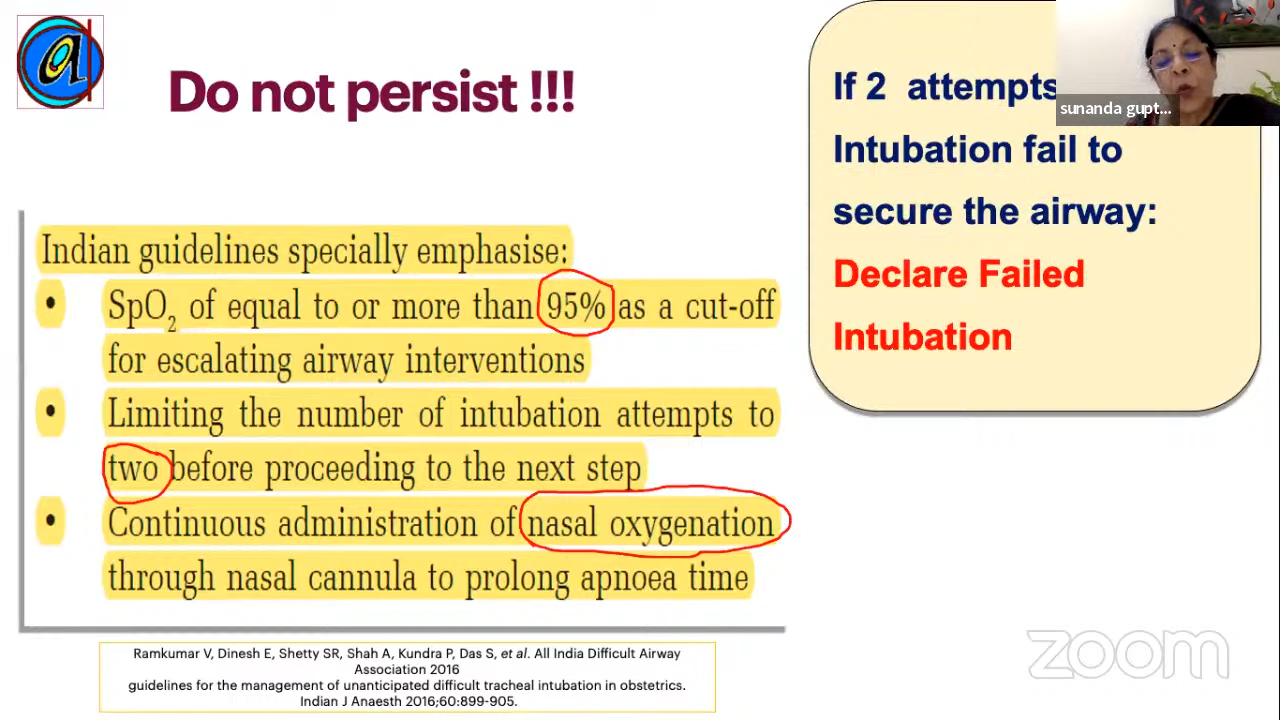 Do not persist !!!
If 2 attempts
Intubation fail to
secure the airway:
Declare Failed
Intubation
sunanda gupt...
Indian guidelines specially emphasise:
• SpO2 of equal to or more than 95% as a cut-off
for escalating airway interventions
• Limiting the number of intubation attempts to
two before proceeding to the next step
• Continuous administration of nasal oxygenation
through nasal cannula to prolong apnoea time
Ramkumar V, Dinesh E, Shetty SR, Shah A, Kundra P, Das S, et al. All India Difficult Airway
Association 2016
guidelines for the management of unanticipated difficult tracheal intubation in obstetrics.
Indian J Anaesth 2016;60:899-905.
zoom